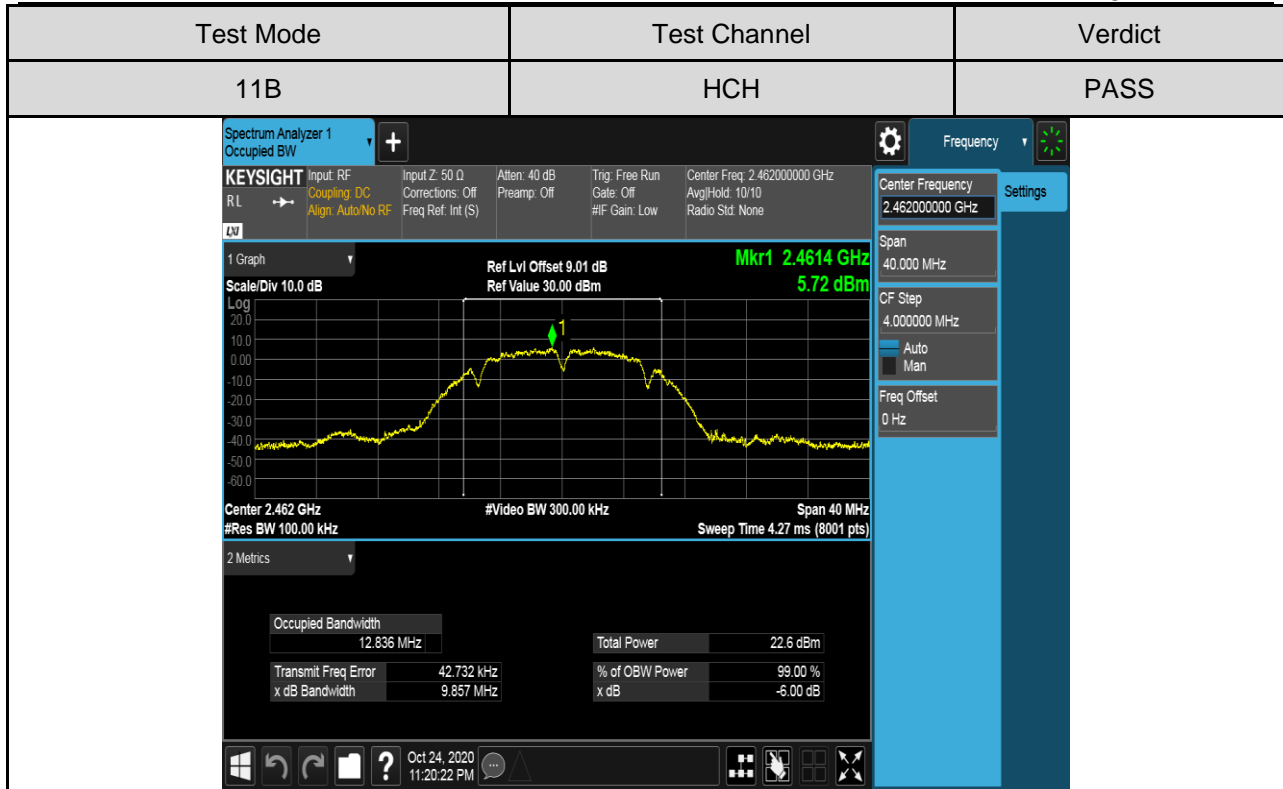 Test Mode Test Channel Verdict
11B HCH PASS
Spectrum Analyzer 1
Occupied BW
+
Frequency
KEYSIGHT Input: RF Input Z: 50 Ω Atten: 40 dB Trig: Free Run Center Freq: 2.462000000 GHz
RL Coupling: DC Corrections: Off Preamp: Off Gate: Off Avg|Hold: 10/10
Align: Auto/No RF Freq Ref: Int (S) #IF Gain: Low Radio Std: None
LXI
Center Frequency
2.462000000 GHz
Settings
Span
40.000 MHz
CF Step
4.000000 MHz
Auto
Man
Freq Offset
0 Hz
1 Graph
Ref Lvl Offset 9.01 dB Mkr1 2.4614 GHz
Scale/Div 10.0 dB Ref Value 30.00 dBm 5.72 dBm
Log
20.0
1
10.0
0.00
-10.0
-20.0
-30.0
-40.0
-50.0
-60.0
Center 2.462 GHz #Video BW 300.00 kHz Span 40 MHz
#Res BW 100.00 kHz Sweep Time 4.27 ms (8001 pts)
2 Metrics
Occupied Bandwidth
12.836 MHz Total Power 22.6 dBm
Transmit Freq Error 42.732 kHz % of OBW Power 99.00 %
x dB Bandwidth 9.857 MHz x dB -6.00 dB
? Oct 24, 2020
11:20:22 PM